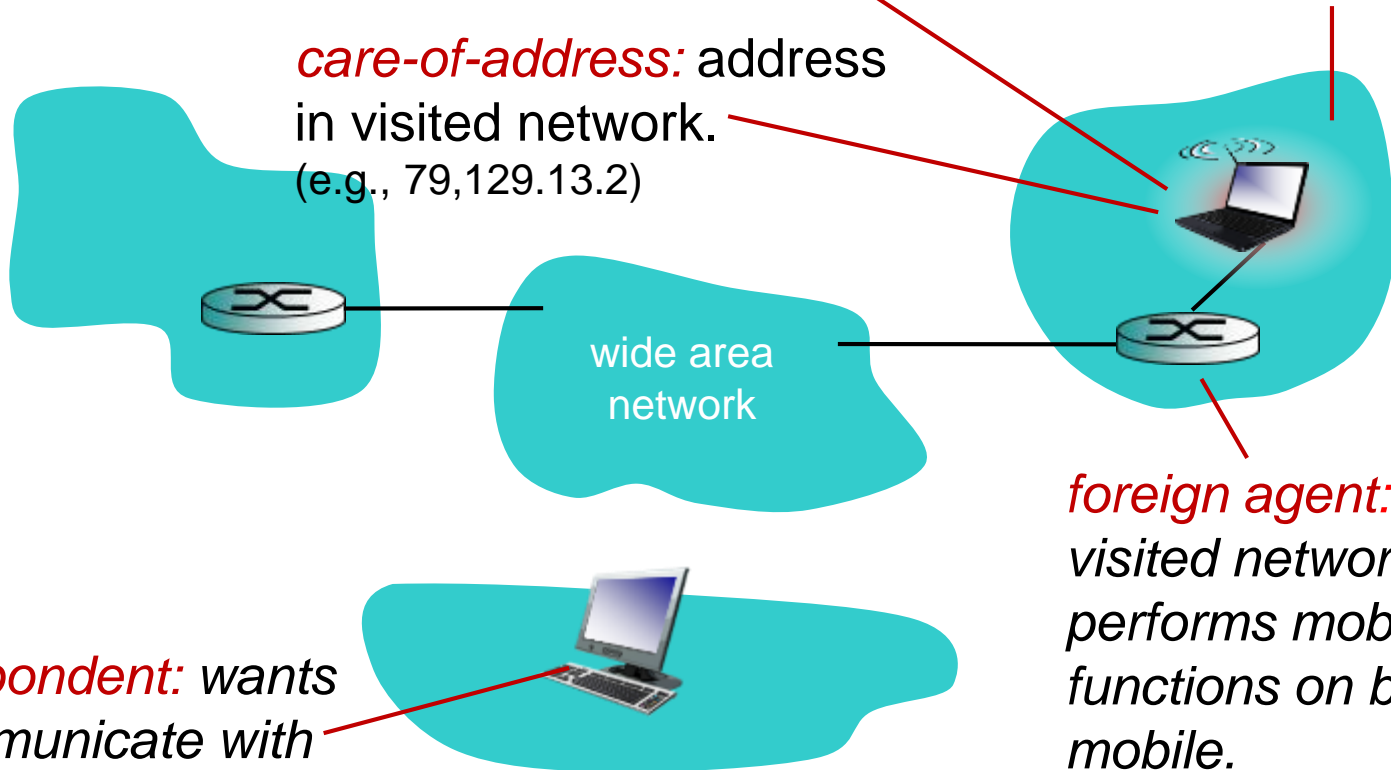 care-of-address: address
in visited network.
(e.g., 79,129.13.2)
wide area
network
foreign agent:
visited networ
performs mob
functions on b
mobile.
pondent: wants
municate with